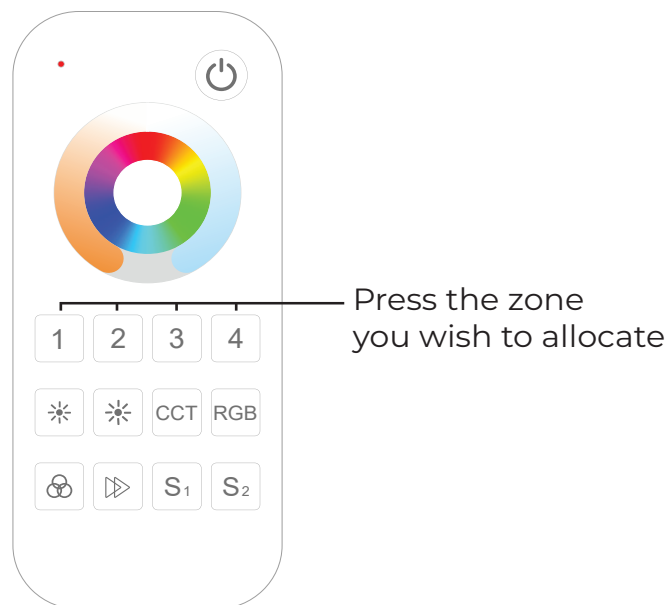 Press the zone
you wish to allocate
1 2 3 4
CCT RGB
S₁ S₂